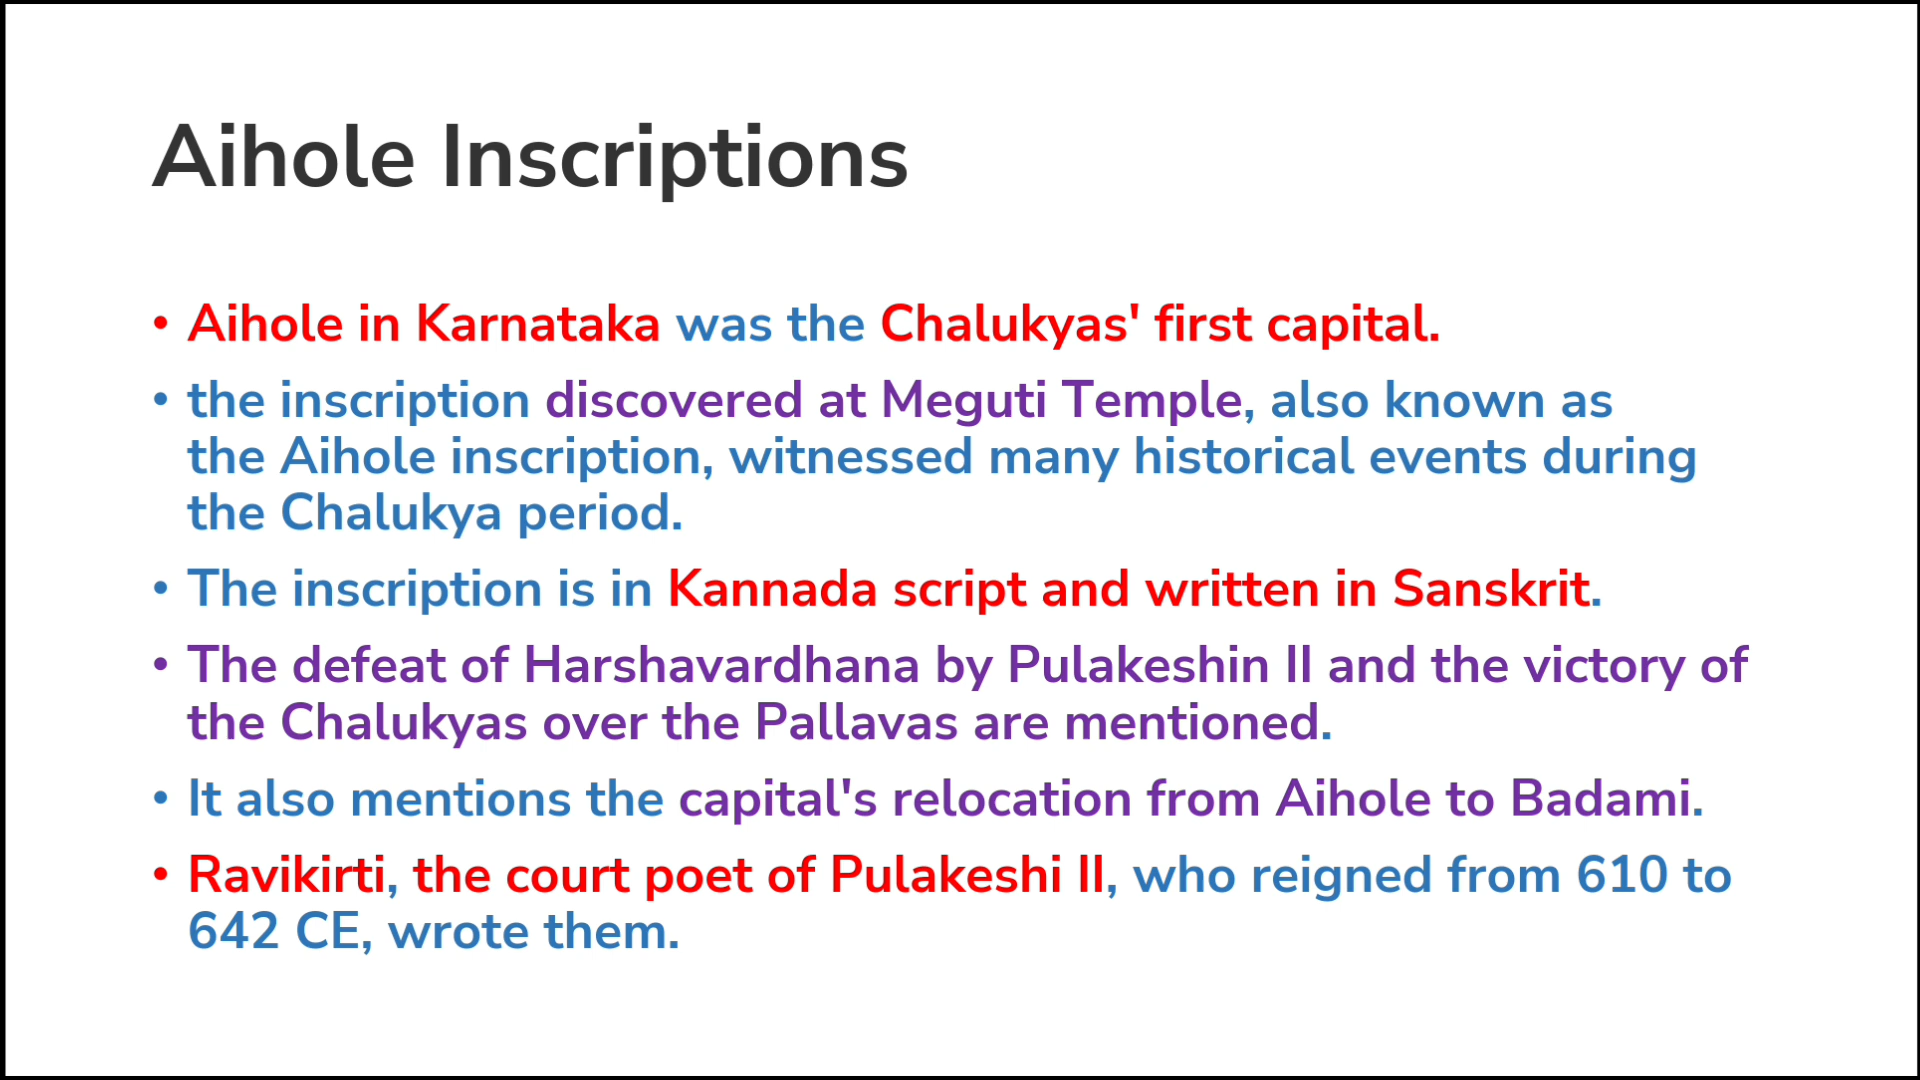 Aihole Inscriptions
• Aihole in Karnataka was the Chalukyas' first capital.
• the inscription discovered at Meguti Temple, also known as
the Aihole inscription, witnessed many historical events during
the Chalukya period.
• The inscription is in Kannada script and written in Sanskrit.
• The defeat of Harshavardhana by Pulakeshin II and the victory of
the Chalukyas over the Pallavas are mentioned.
• It also mentions the capital's relocation from Aihole to Badami.
• Ravikirti, the court poet of Pulakeshi II, who reigned from 610 to
642 CE, wrote them.